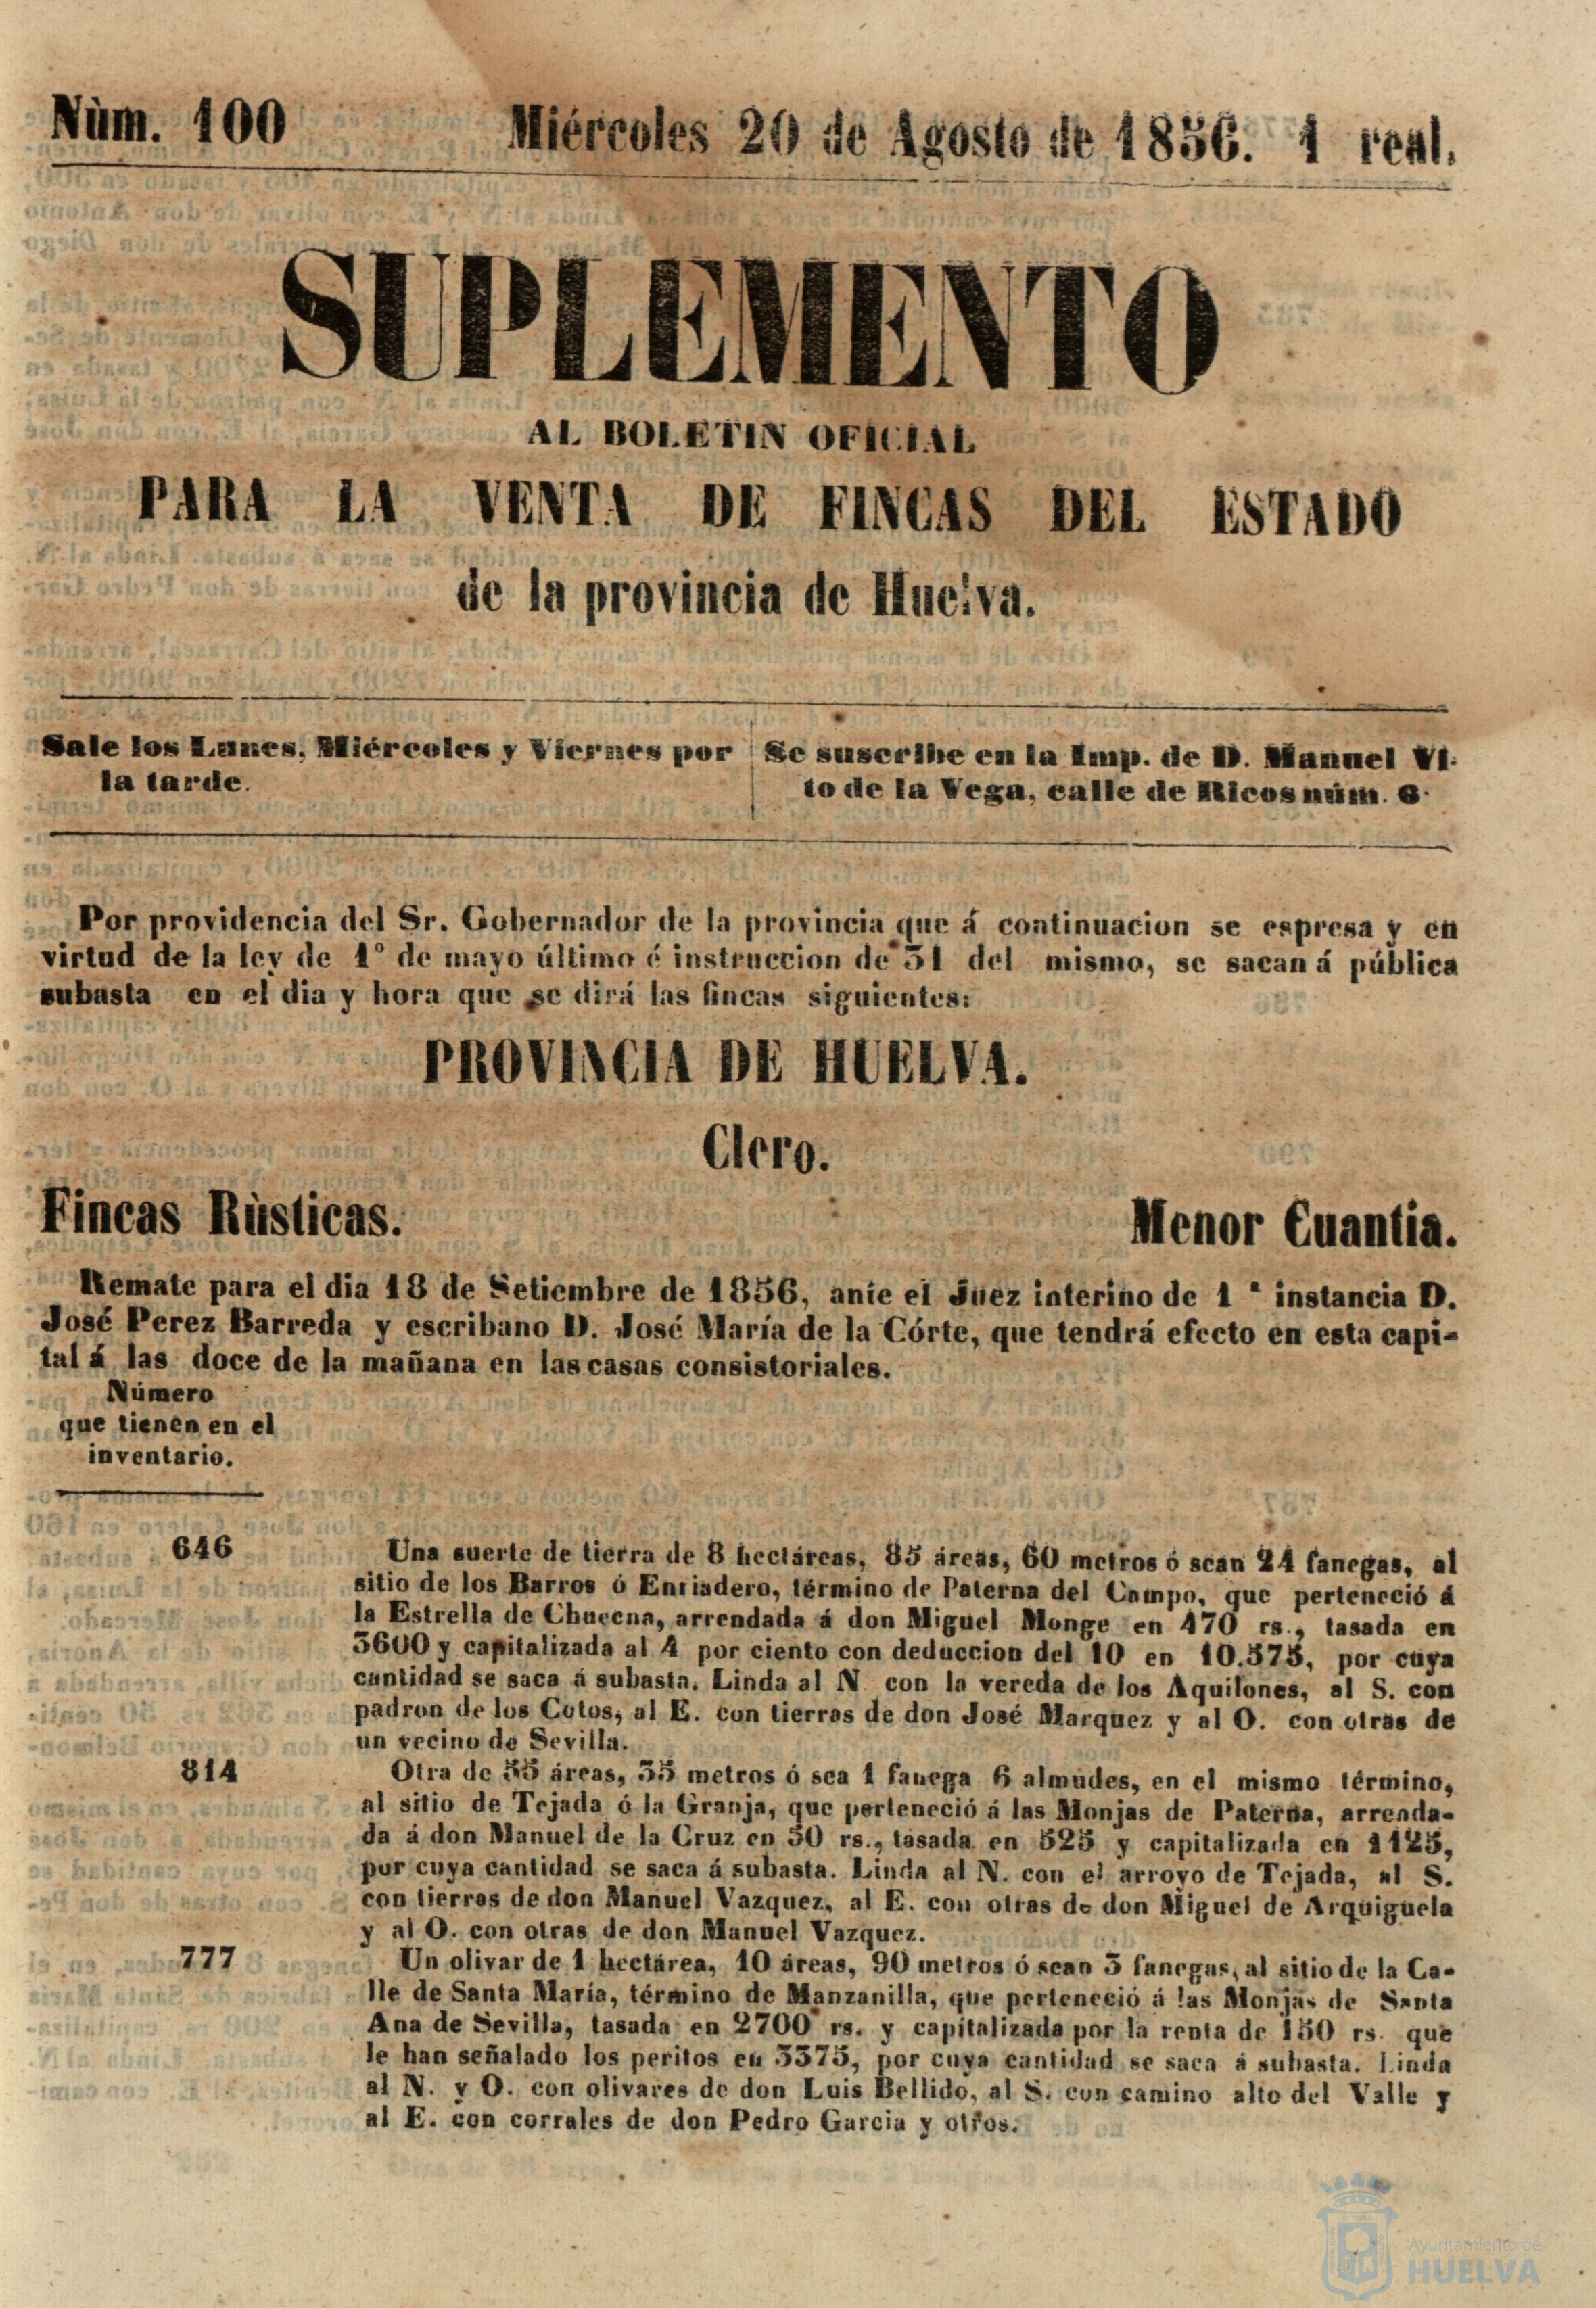 Nùm. 100 Miércoles 20 de Agosto de 1856. 1 real.
SUPLEMENTO
AL BOLETIN OFICIAL
PARA LA VENTA DE FINCAS DEL ESTADO
de la provincia de Huelva.
Sale los Lunes, Miércoles y Viernes por
la tarde.
Se suscribe en la Imp. de D. Manuel Vi-
to de la Vega, calle de Ricos núm. 6.
Por providencia del Sr. Gobernador de la provincia que á continuacion se espresa y en
virtud de la ley de 1º de mayo último é instruccion de 31 del mismo, se sacan á pública
subasta en el dia y hora que se dirá las fincas siguientes:
PROVINCIA DE HUELVA.
Clero.
Fincas Rùsticas. Menor Cuantia.
Remate para el dia 18 de Setiembre de 1856, ante el Juez interino de 1ª instancia D.
José Perez Barreda y escribano D. José María de la Córte, que tendrá efecto en esta capi-
tal á las doce de la mañana en las casas consistoriales.
Número
que tienen en el
inventario.
646 Una suerte de tierra de 8 hectáreas, 85 áreas, 60 metros ó sean 24 fanegas, al
sitio de los Barros ó Enriadero, término de Paterna del Campo, que perteneció á
la Estrella de Chucena, arrendada á don Miguel Monge en 470 rs., tasada en
3600 y capitalizada al 4 por ciento con deduccion del 10 en 10.575, por cuya
cantidad se saca á subasta. Linda al N. con la vereda de los Aquilones, al S. con
padron de los Cotos, al E. con tierras de don José Marquez y al O. con otras de
un vecino de Sevilla.
814 Otra de 55 áreas, 35 metros ó sea 1 fanega 6 almudes, en el mismo término,
al sitio de Tejada ó la Granja, que perteneció á las Monjas de Paterna, arrenda-
da á don Manuel de la Cruz en 50 rs., tasada en 525 y capitalizada en 1125,
por cuya cantidad se saca á subasta. Linda al N. con el arroyo de Tejada, al S.
con tierras de don Manuel Vazquez, al E. con otras de don Miguel de Arquiguela
y al O. con otras de don Manuel Vazquez.
777 Un olivar de 1 hectárea, 10 áreas, 90 metros ó sean 3 fanegas, al sitio de la Ca-
lle de Santa María, término de Manzanilla, que perteneció á las Monjas de Santa
Ana de Sevilla, tasada en 2700 rs. y capitalizada por la renta de 150 rs. que
le han señalado los peritos en 3375, por cuya cantidad se saca á subasta. Linda
al N. y O. con olivares de don Luis Bellido, al S. con camino alto del Valle y
al E. con corrales de don Pedro Garcia y otros.
Ayuntamiento de
HUELVA